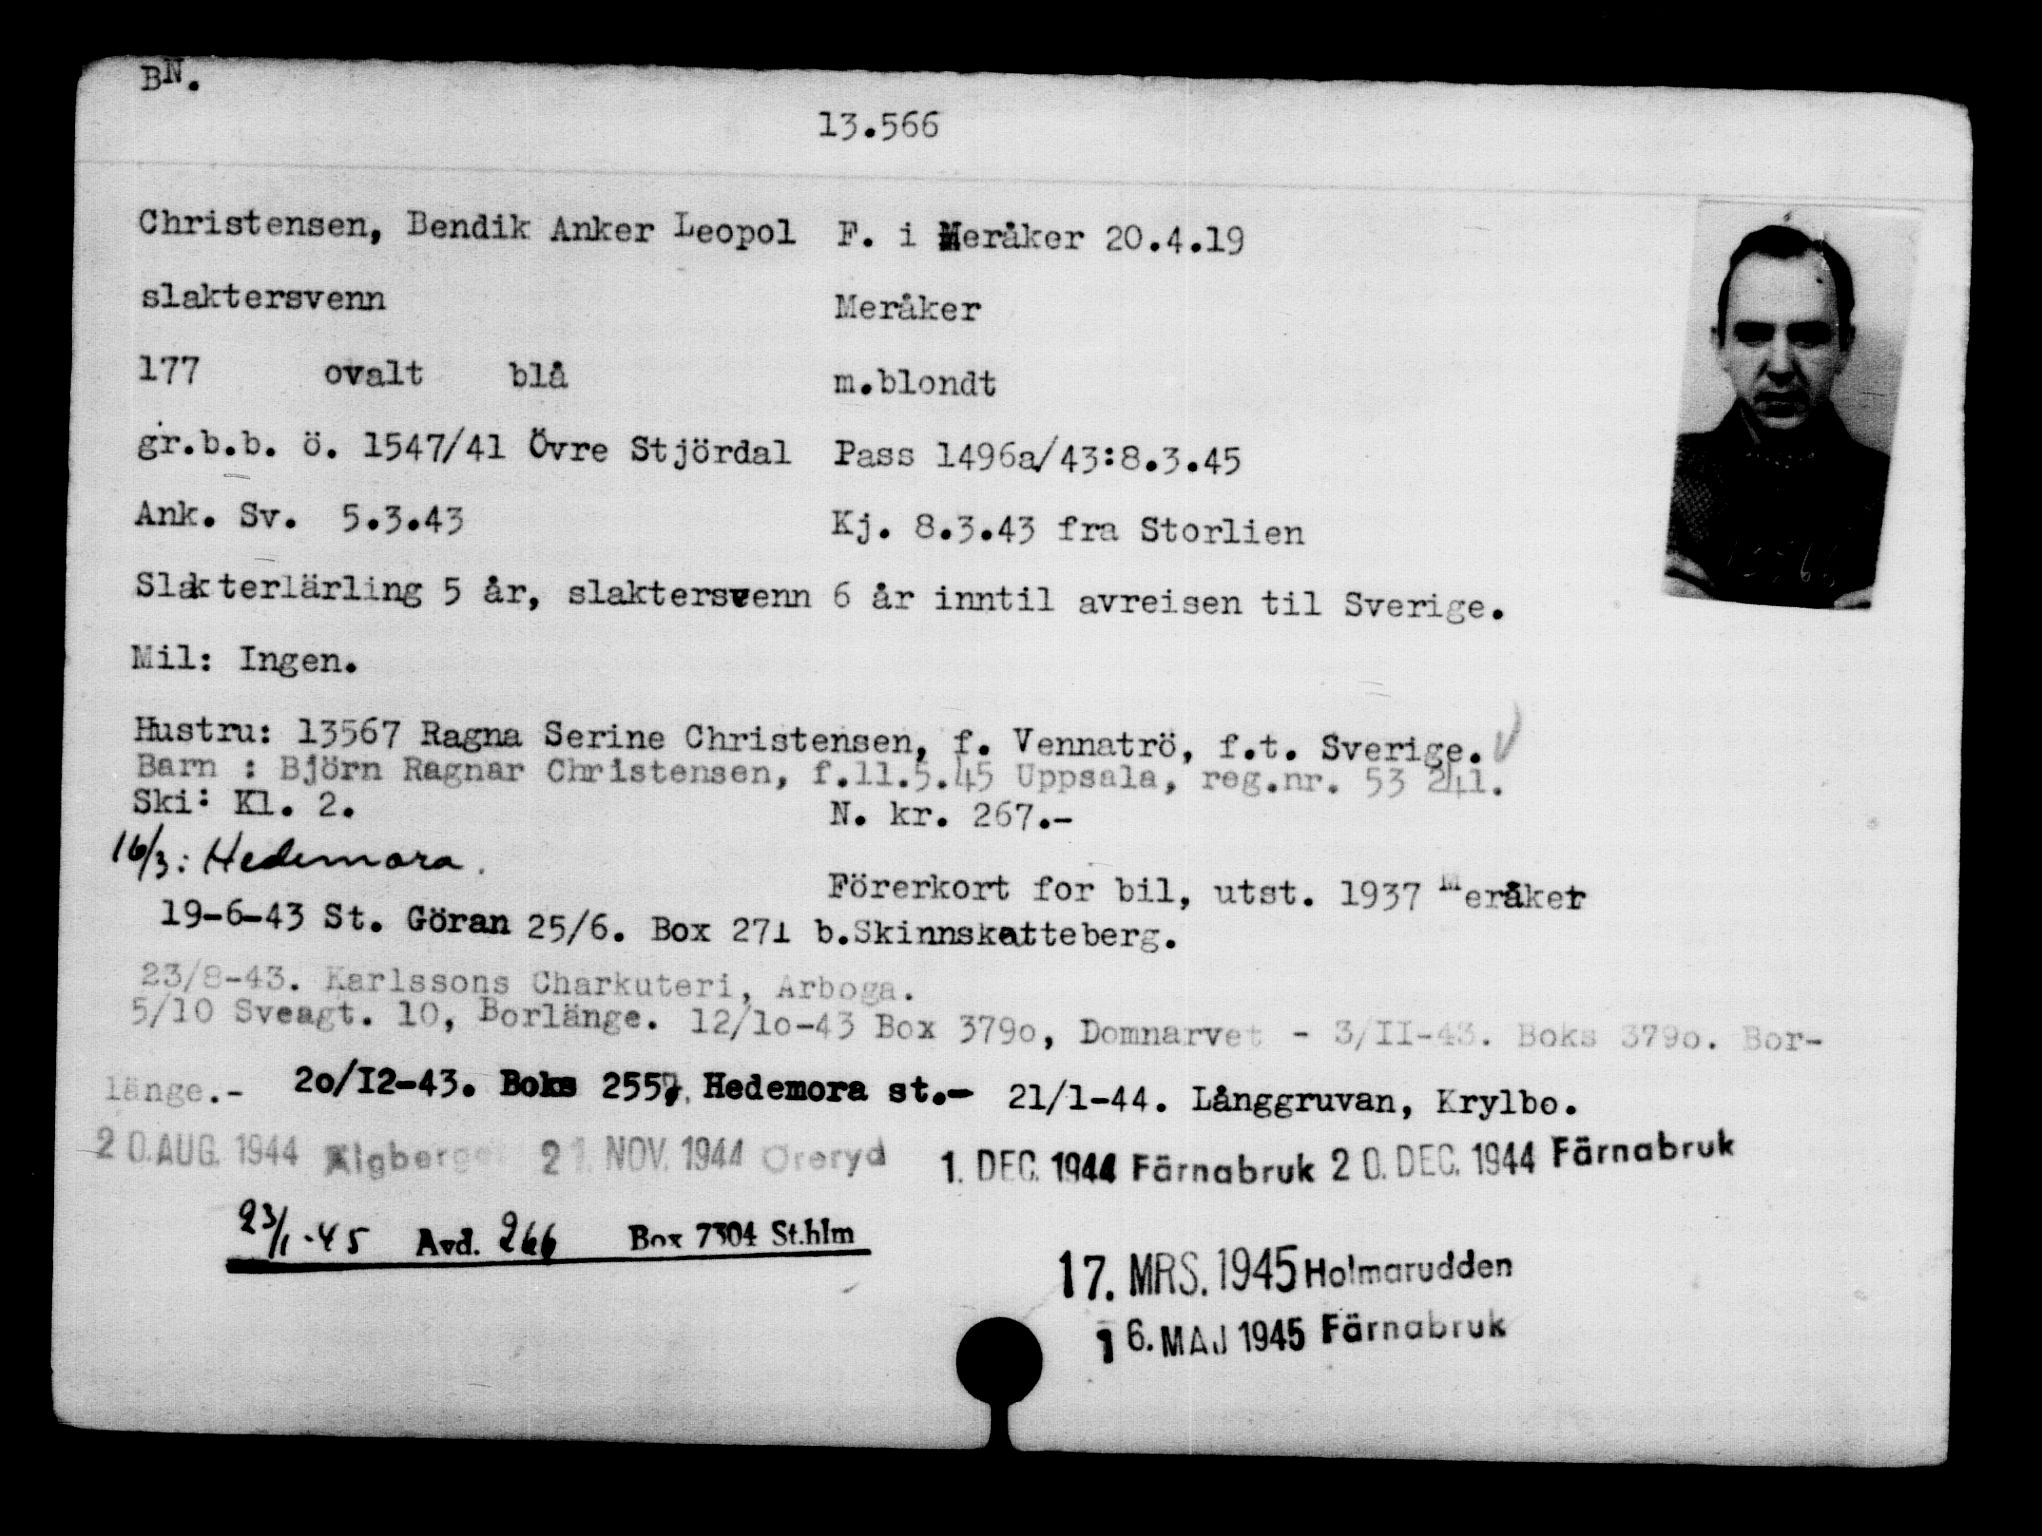 BN.
13.566
Christensen, Bendik Anker Leopol F. i Meråker 20.4.19
slaktersvenn Meråker
177 ovalt blå m.blondt
gr.b.b. ö. 1547/41 Övre Stjördal Pass 1496a/43:8.3.45
Ank. Sv. 5.3.43 Kj. 8.3.43 fra Storlien
Slakterlärling 5 år, slaktersvenn 6 år inntil avreisen til Sverige.
Mil: Ingen.
Hustru: 13567 Ragna Serine Christensen, f. Vennatrö, f.t. Sverige.
Barn : Björn Ragnar Christensen, f.11.5.45 Uppsala, reg.nr. 53 241.
Ski: Kl. 2. N. kr. 267.-
16/3: Hedemora.
Förerkort for bil, utst. 1937 Meråker
19-6-43 St. Göran 25/6. Box 271 b.Skinnskatteberg.
23/8-43. Karlssons Charkuteri, Arboga.
5/10 Sveagt. 10, Borlänge. 12/1o-43 Box 379o, Domnarvet - 3/II-43. Boks 379o. Bor-
länge.- 2o/I2-43. Boks 2557, Hedemora st.- 21/1-44. Långgruvan, Krylbo.
20.AUG. 1944 Älgberget 21. NOV. 1944 Öreryd 1. DEC. 1944 Färnabruk 20. DEC. 1944 Färnabruk
23/1-45 Avd. 266 Box 7304 St.hlm
17. MRS. 1945 Holmarudden
16. MAJ 1945 Färnabruk